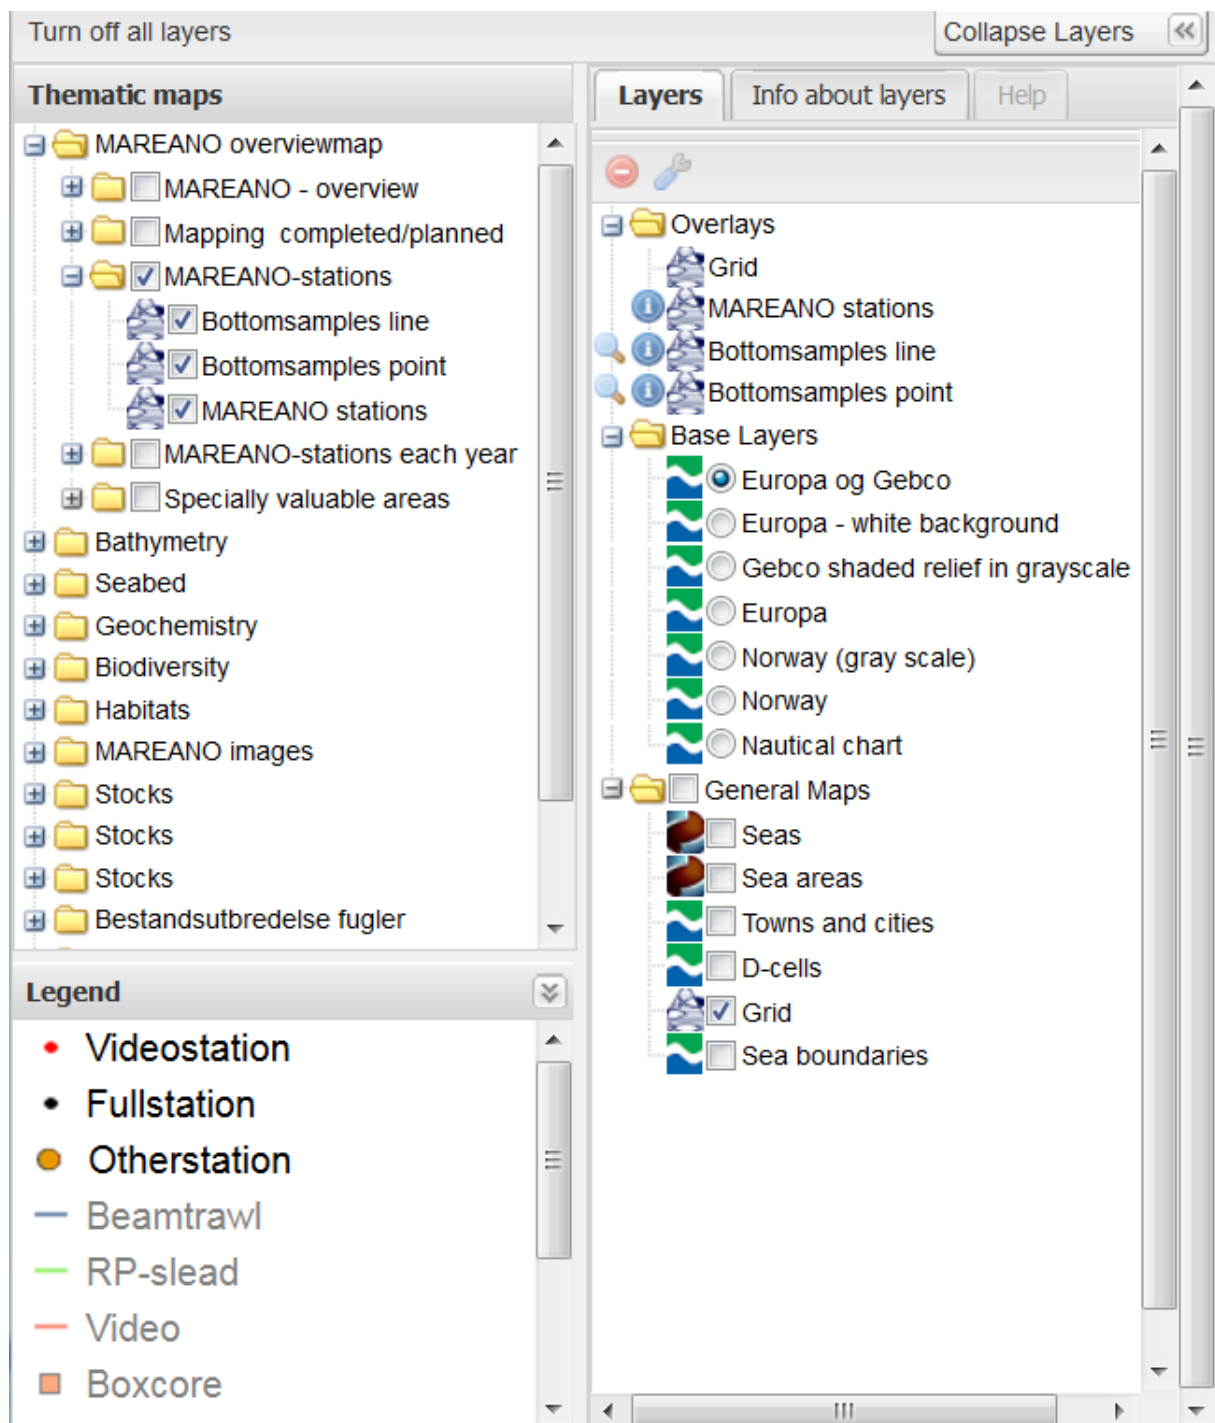 Turn off all layers
Collapse Layers
Thematic maps
MAREANO overviewmap
MAREANO - overview
Mapping completed/planned
MAREANO-stations
Bottomsamples line
Bottomsamples point
MAREANO stations
MAREANO-stations each year
Specially valuable areas
Bathymetry
Seabed
Geochemistry
Biodiversity
Habitats
MAREANO images
Stocks
Stocks
Stocks
Bestandsutbredelse fugler
Legend
Videostation
Fullstation
Otherstation
Beamtrawl
RP-slead
Video
Boxcore
Layers
Info about layers
Help
Overlays
Grid
MAREANO stations
Bottomsamples line
Bottomsamples point
Base Layers
Europa og Gebco
Europa - white background
Gebco shaded relief in grayscale
Europa
Norway (gray scale)
Norway
Nautical chart
General Maps
Seas
Sea areas
Towns and cities
D-cells
Grid
Sea boundaries